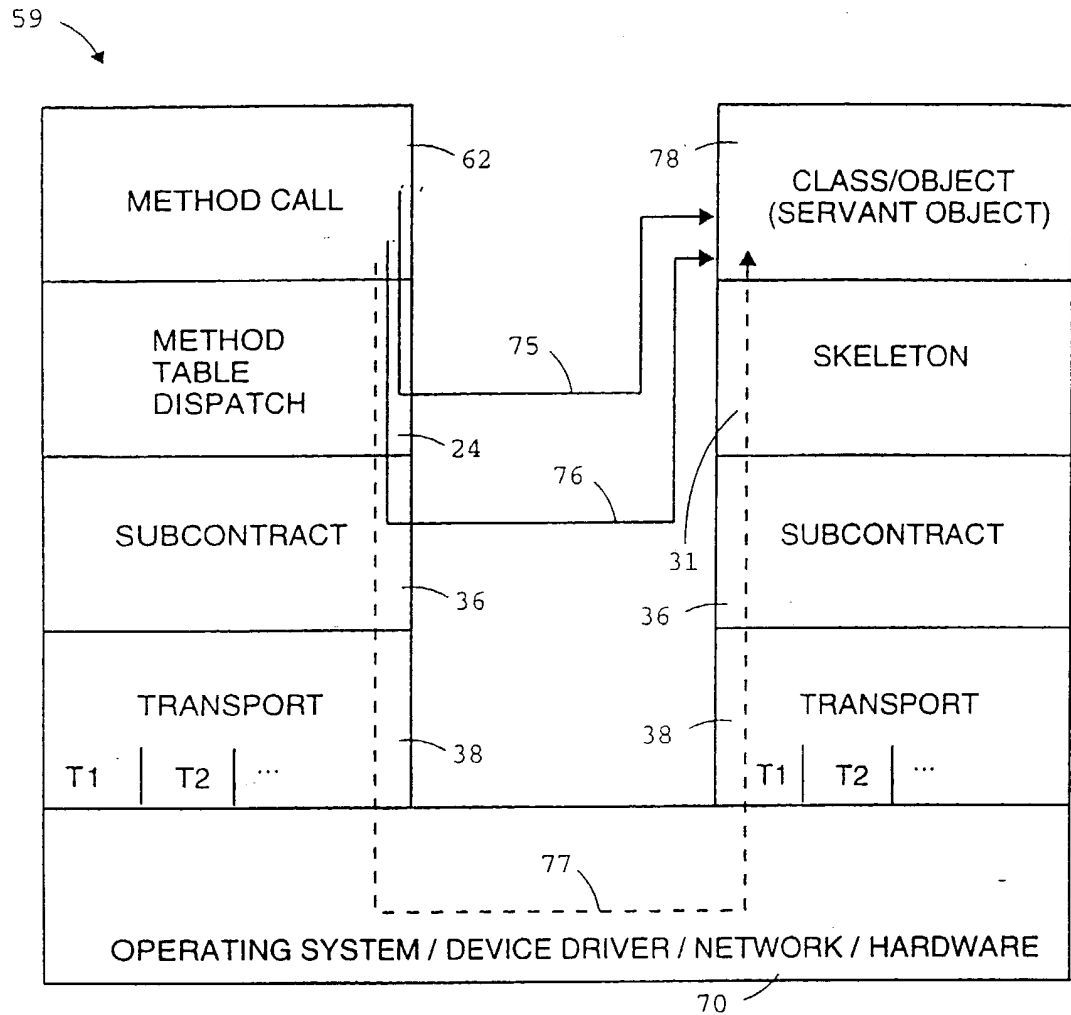 59
62
METHOD CALL
78
CLASS/OBJECT
(SERVANT OBJECT)
METHOD
TABLE
DISPATCH
75
SKELETON
24
76
SUBCONTRACT
31
SUBCONTRACT
36
36
TRANSPORT
38
38
TRANSPORT
T1 T2 ...
T1 T2 ...
77
OPERATING SYSTEM / DEVICE DRIVER / NETWORK / HARDWARE
70